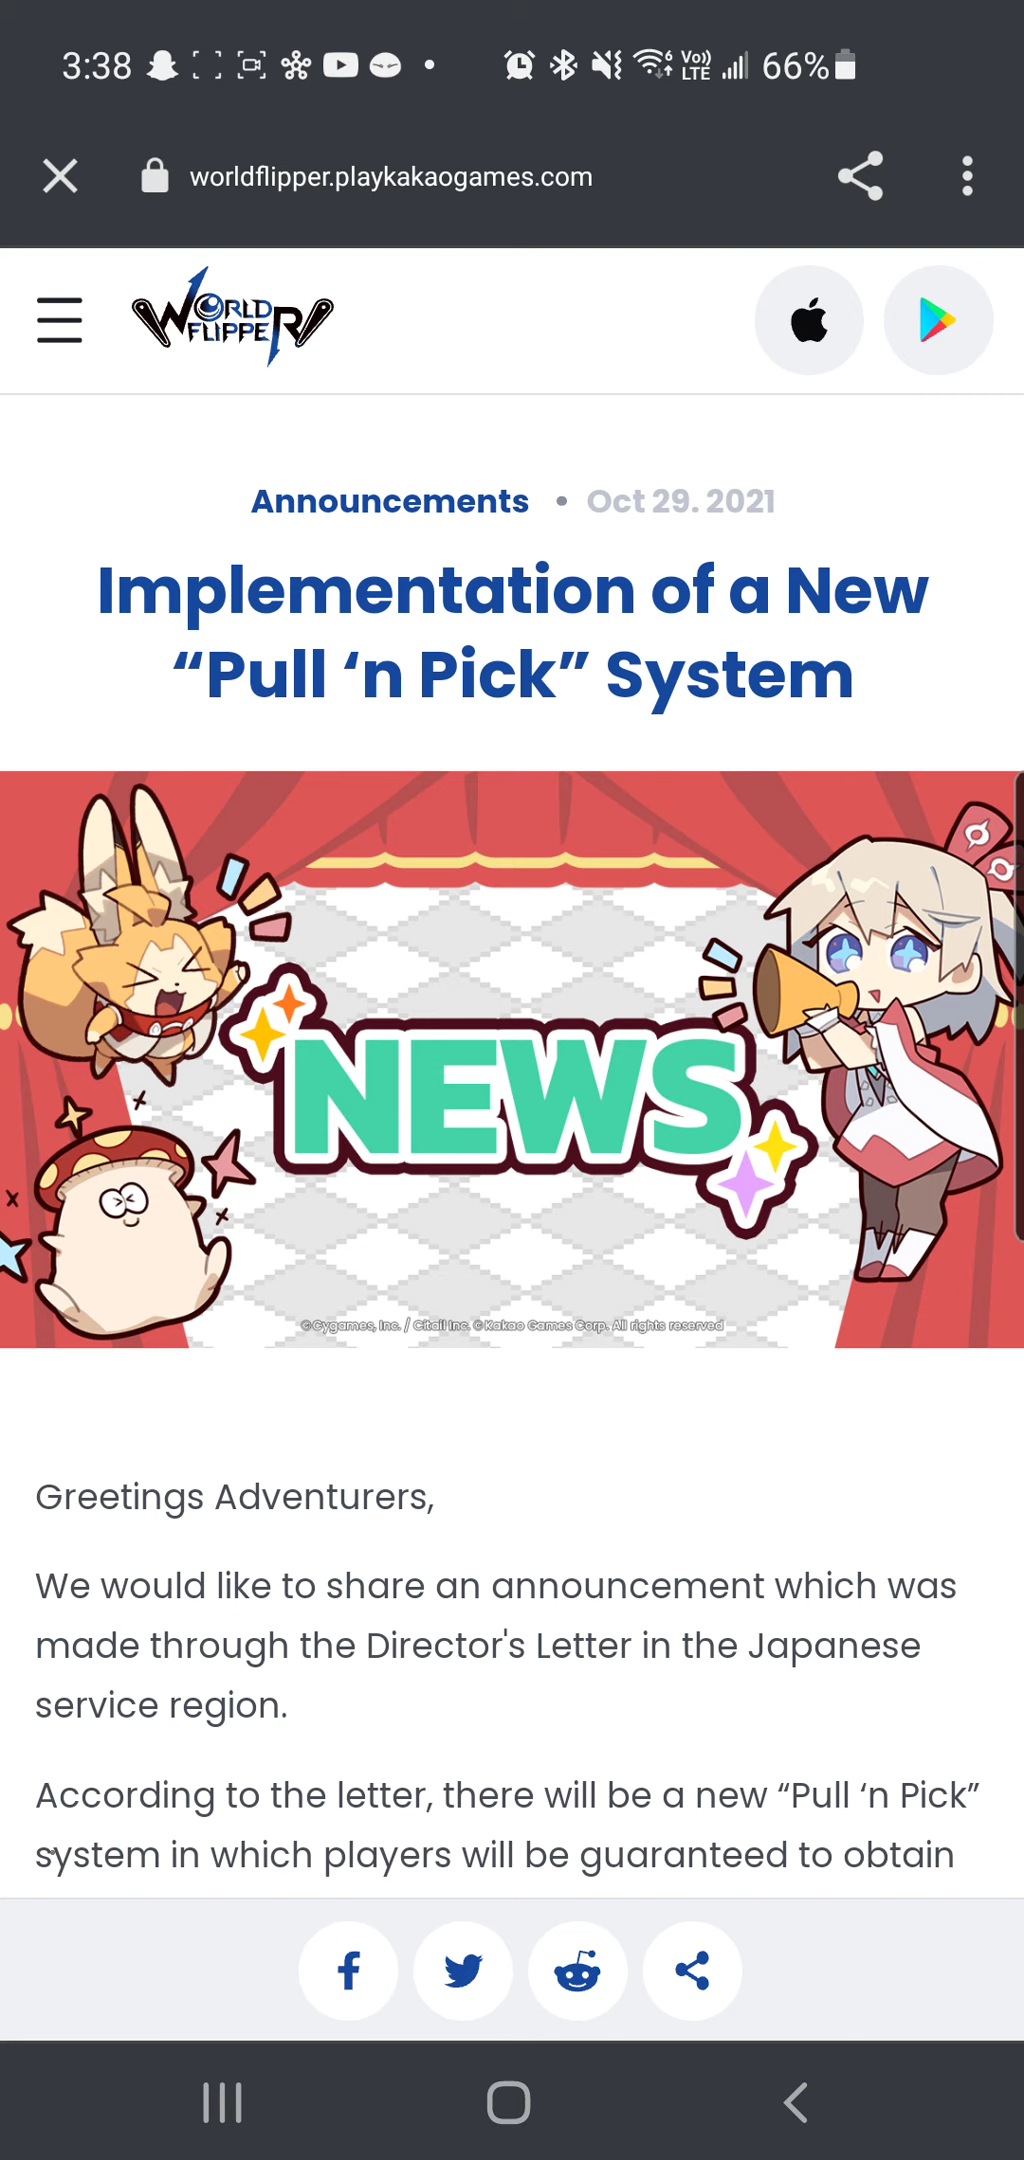 3:38
Vo))
LTE
66%
worldflipper.playkakaogames.com
WORLD
FLIPPER
Announcements • Oct 29. 2021
Implementation of a New
“Pull ‘n Pick” System
NEWS
©Cygames, Inc. / Citail Inc. ©Kakao Games Corp. All rights reserved
Greetings Adventurers,
We would like to share an announcement which was
made through the Director's Letter in the Japanese
service region.
According to the letter, there will be a new “Pull ‘n Pick”
system in which players will be guaranteed to obtain